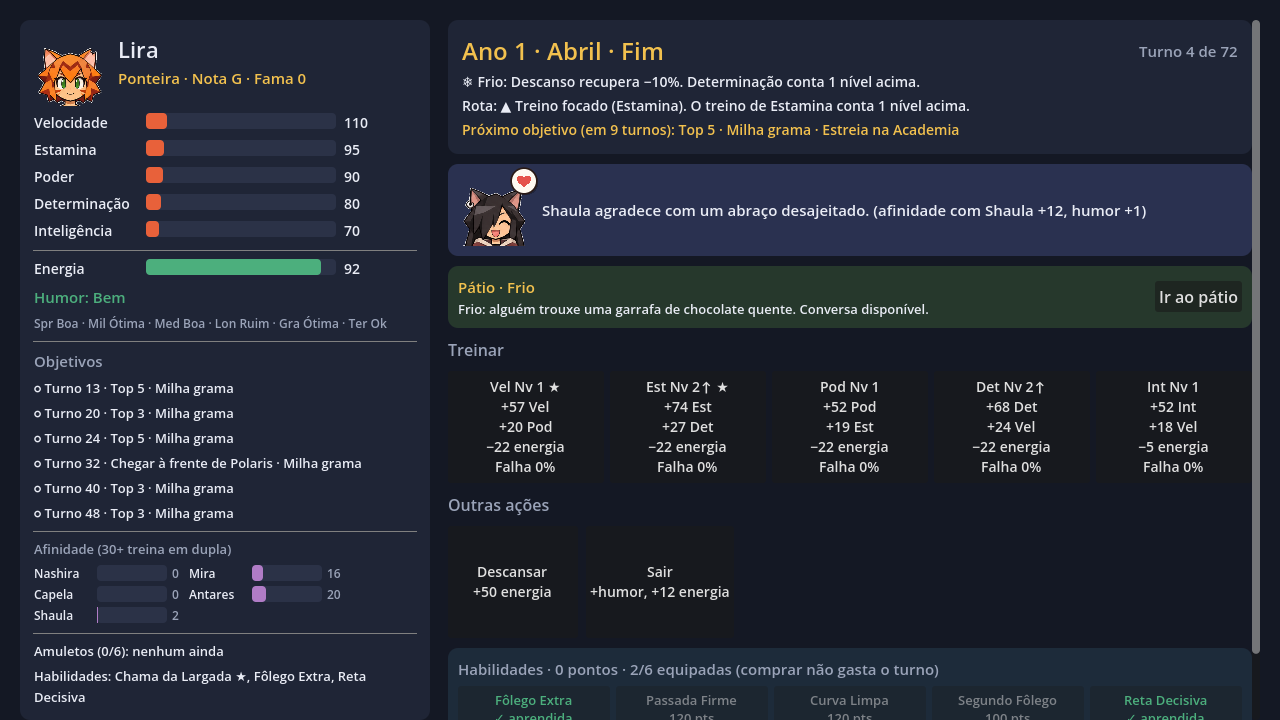 Lira
Ponteira · Nota G · Fama 0
Velocidade 110
Estamina 95
Poder 90
Determinação 80
Inteligência 70
Energia 92
Humor: Bem
Spr Boa · Mil Ótima · Med Boa · Lon Ruim · Gra Ótima · Ter Ok
Objetivos
Turno 13 · Top 5 · Milha grama
Turno 20 · Top 3 · Milha grama
Turno 24 · Top 5 · Milha grama
Turno 32 · Chegar à frente de Polaris · Milha grama
Turno 40 · Top 3 · Milha grama
Turno 48 · Top 3 · Milha grama
Afinidade (30+ treina em dupla)
Nashira 0 Mira 16
Capela 0 Antares 20
Shaula 2
Amuletos (0/6): nenhum ainda
Habilidades: Chama da Largada ★, Fôlego Extra, Reta
Decisiva
Ano 1 · Abril · Fim
Turno 4 de 72
❄ Frio: Descanso recupera −10%. Determinação conta 1 nível acima.
Rota: ▲ Treino focado (Estamina). O treino de Estamina conta 1 nível acima.
Próximo objetivo (em 9 turnos): Top 5 · Milha grama · Estreia na Academia
Shaula agradece com um abraço desajeitado. (afinidade com Shaula +12, humor +1)
Pátio · Frio
Frio: alguém trouxe uma garrafa de chocolate quente. Conversa disponível.
Ir ao pátio
Treinar
Vel Nv 1 ★
+57 Vel
+20 Pod
−22 energia
Falha 0%
Est Nv 2↑ ★
+74 Est
+27 Det
−22 energia
Falha 0%
Pod Nv 1
+52 Pod
+19 Est
−22 energia
Falha 0%
Det Nv 2↑
+68 Det
+24 Vel
−22 energia
Falha 0%
Int Nv 1
+52 Int
+18 Vel
−5 energia
Falha 0%
Outras ações
Descansar
+50 energia
Sair
+humor, +12 energia
Habilidades · 0 pontos · 2/6 equipadas (comprar não gasta o turno)
Fôlego Extra
✓ aprendida
Passada Firme
120 pts
Curva Limpa
120 pts
Segundo Fôlego
100 pts
Reta Decisiva
✓ aprendida